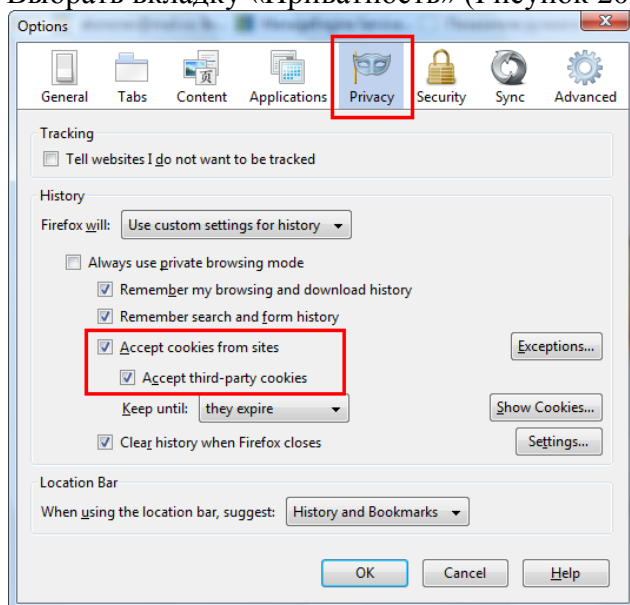 Выбрать вкладку «Приватность» (Рисунок 20
Options
General Tabs Content Applications Privacy Security Sync Advanced
Tracking
Tell websites I do not want to be tracked
History
Firefox will: Use custom settings for history
Always use private browsing mode
Remember my browsing and download history
Remember search and form history
Accept cookies from sites Exceptions...
Accept third-party cookies
Keep until: they expire Show Cookies...
Clear history when Firefox closes Settings...
Location Bar
When using the location bar, suggest: History and Bookmarks
OK Cancel Help